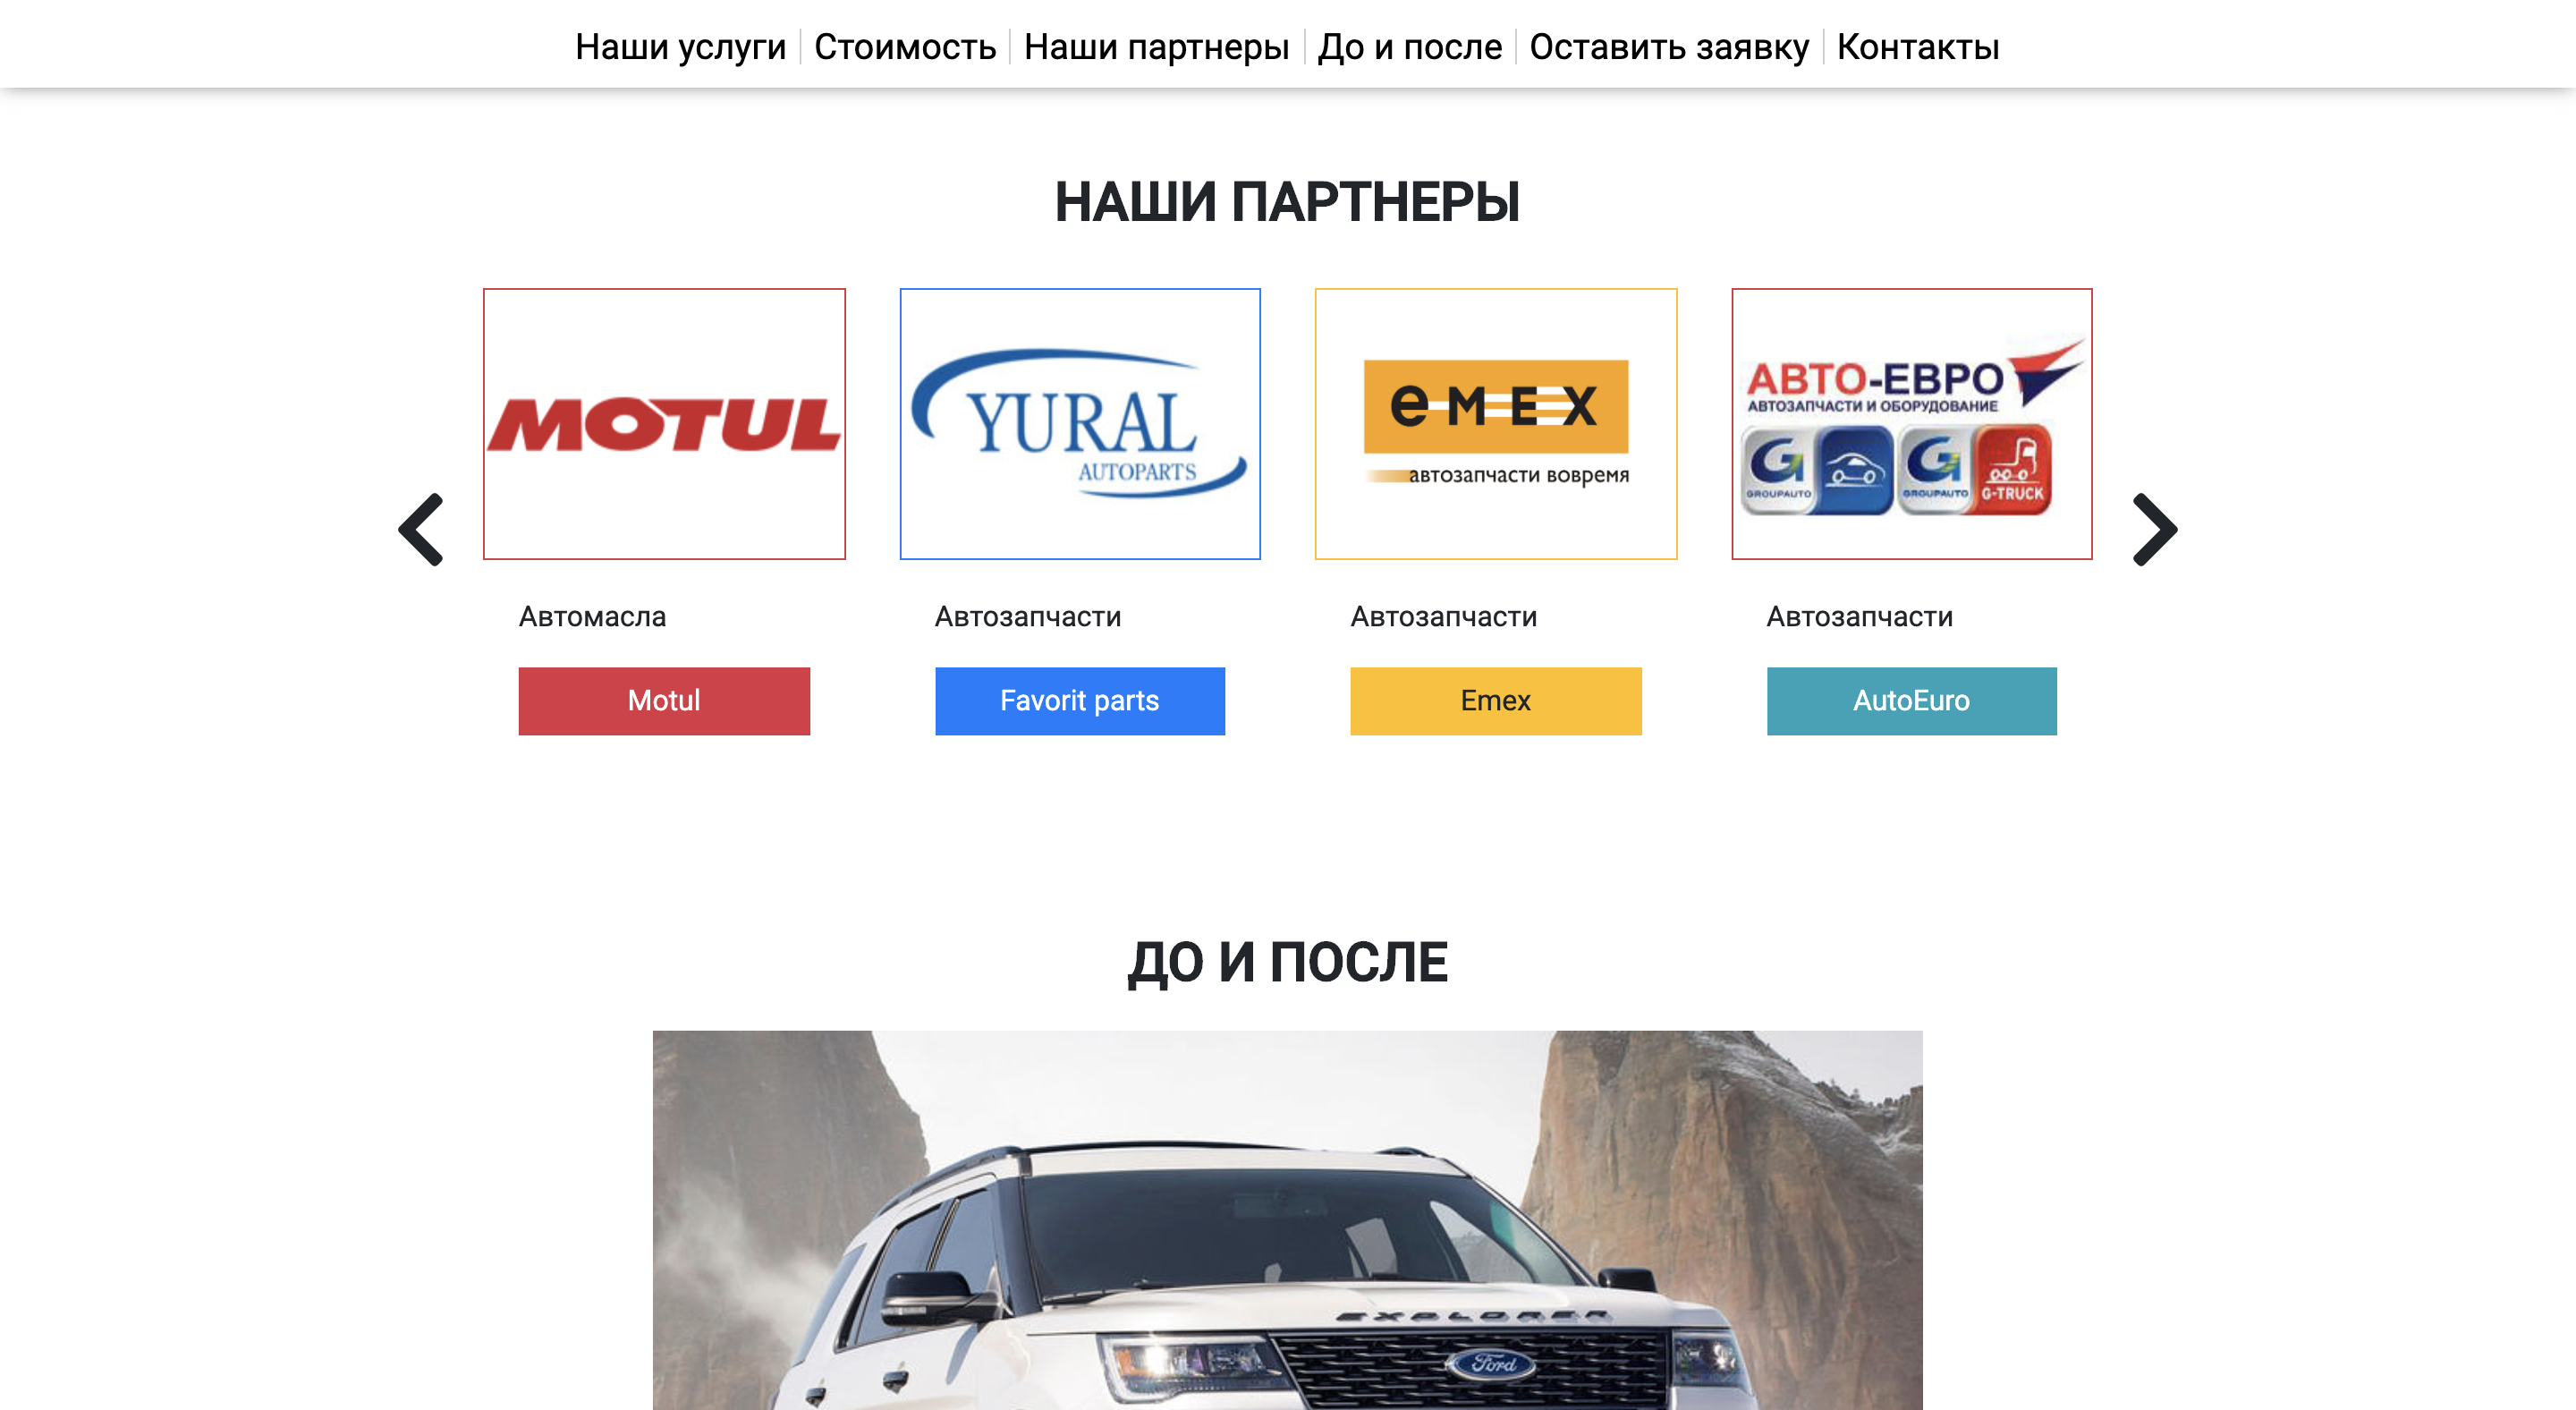 Наши услуги Стоимость Наши партнеры До и после Оставить заявку Контакты
НАШИ ПАРТНЕРЫ
MOTUL
YURAL
AUTOPARTS
emex
автозапчасти вовремя
АВТО-ЕВРО
АВТОЗАПЧАСТИ И ОБОРУДОВАНИЕ
G GROUPAUTO
G GROUPAUTO
G-TRUCK
Автомасла
Автозапчасти
Автозапчасти
Автозапчасти
Motul
Favorit parts
Emex
AutoEuro
ДО И ПОСЛЕ
EXPLORER
Ford